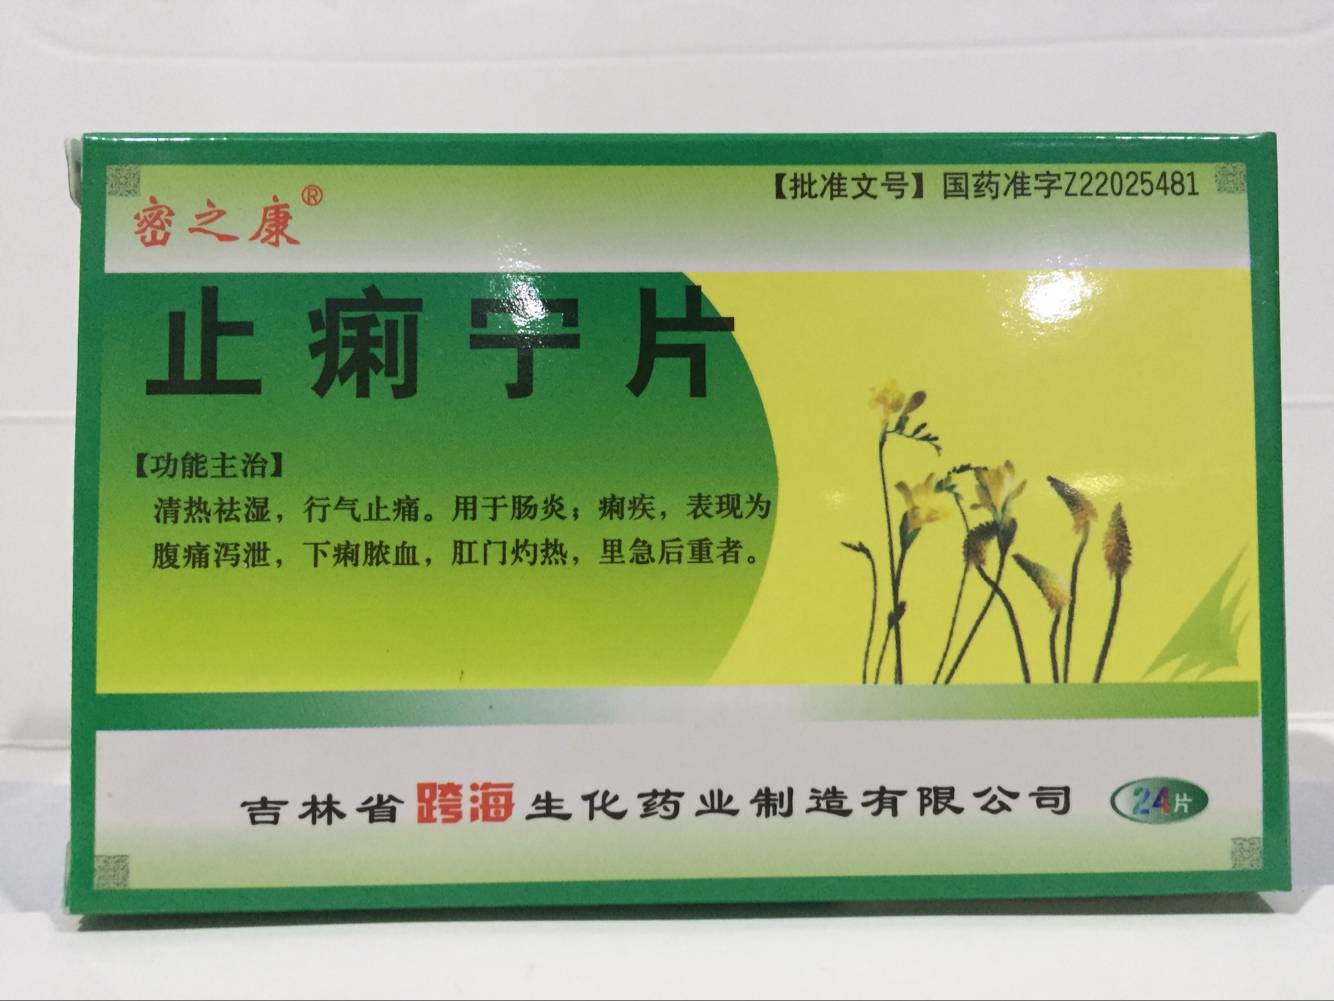 密之康®
【批准文号】国药准字Z22025481
止痢宁片
【功能主治】
清热祛湿，行气止痛。用于肠炎；痢疾，表现为
腹痛泻泄，下痢脓血，肛门灼热，里急后重者。
吉林省跨海生化药业制造有限公司
24片